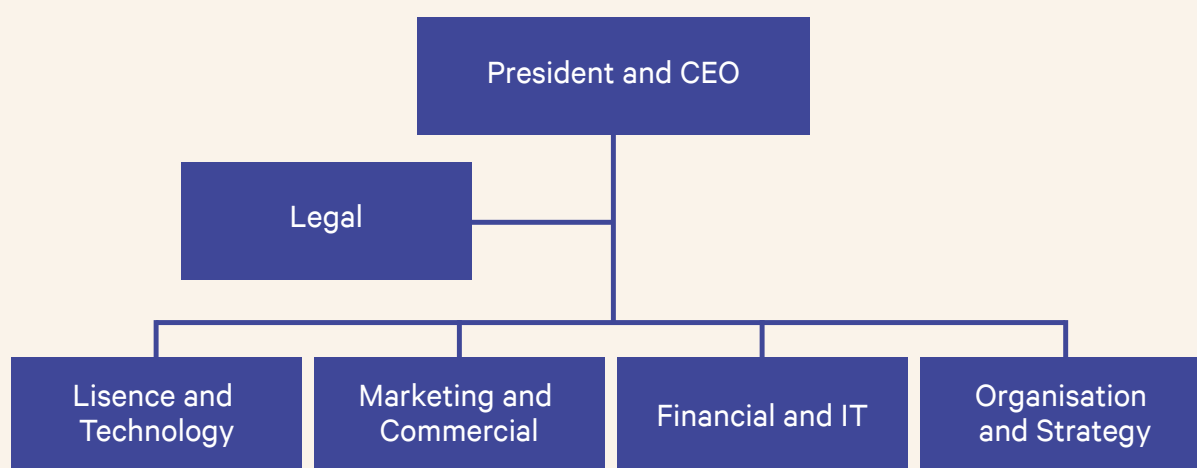 President and CEO
Legal
Lisence and
Technology
Marketing and
Commercial
Financial and IT
Organisation
and Strategy